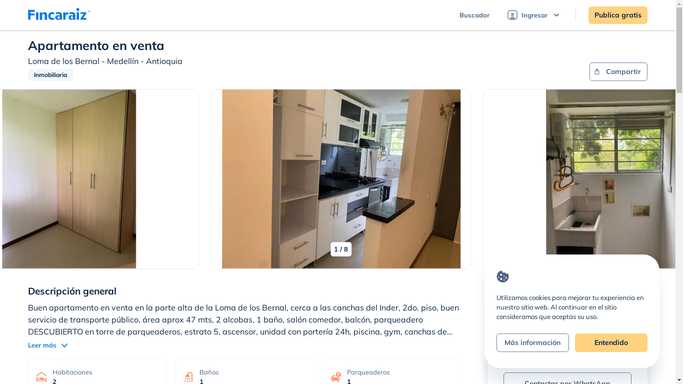 Fincaraíz
Buscador
Ingresar
Publica gratis
Apartamento en venta
Loma de los Bernal - Medellín - Antioquia
Inmobiliaria
Compartir
1 / 8
Descripción general
Buen apartamento en venta en la parte alta de la Loma de los Bernal, cerca a las canchas del Inder, 2do. piso, buen
servicio de transporte público, área aprox 47 mts, 2 alcobas, 1 baño, salón comedor, balcón, parqueadero
DESCUBIERTO en torre de parqueaderos, estrato 5, ascensor, unidad con portería 24h, piscina, gym, canchas de...
Leer más
Habitaciones
2
Baños
1
Parqueaderos
1
Utilizamos cookies para mejorar tu experiencia en
nuestro sitio web. Al continuar en el sitio
consideramos que aceptas su uso.
Más información
Entendido
Contactar por WhatsApp